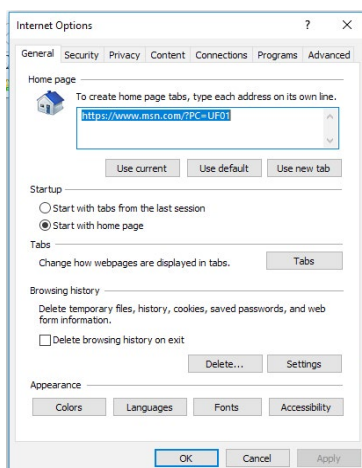 Internet Options ? X
General Security Privacy Content Connections Programs Advanced
Home page
To create home page tabs, type each address on its own line.
https://www.msn.com/?PC=UF01
Use current Use default Use new tab
Startup
Start with tabs from the last session
Start with home page
Tabs
Change how webpages are displayed in tabs. Tabs
Browsing history
Delete temporary files, history, cookies, saved passwords, and web
form information.
Delete browsing history on exit
Delete... Settings
Appearance
Colors Languages Fonts Accessibility
OK Cancel Apply